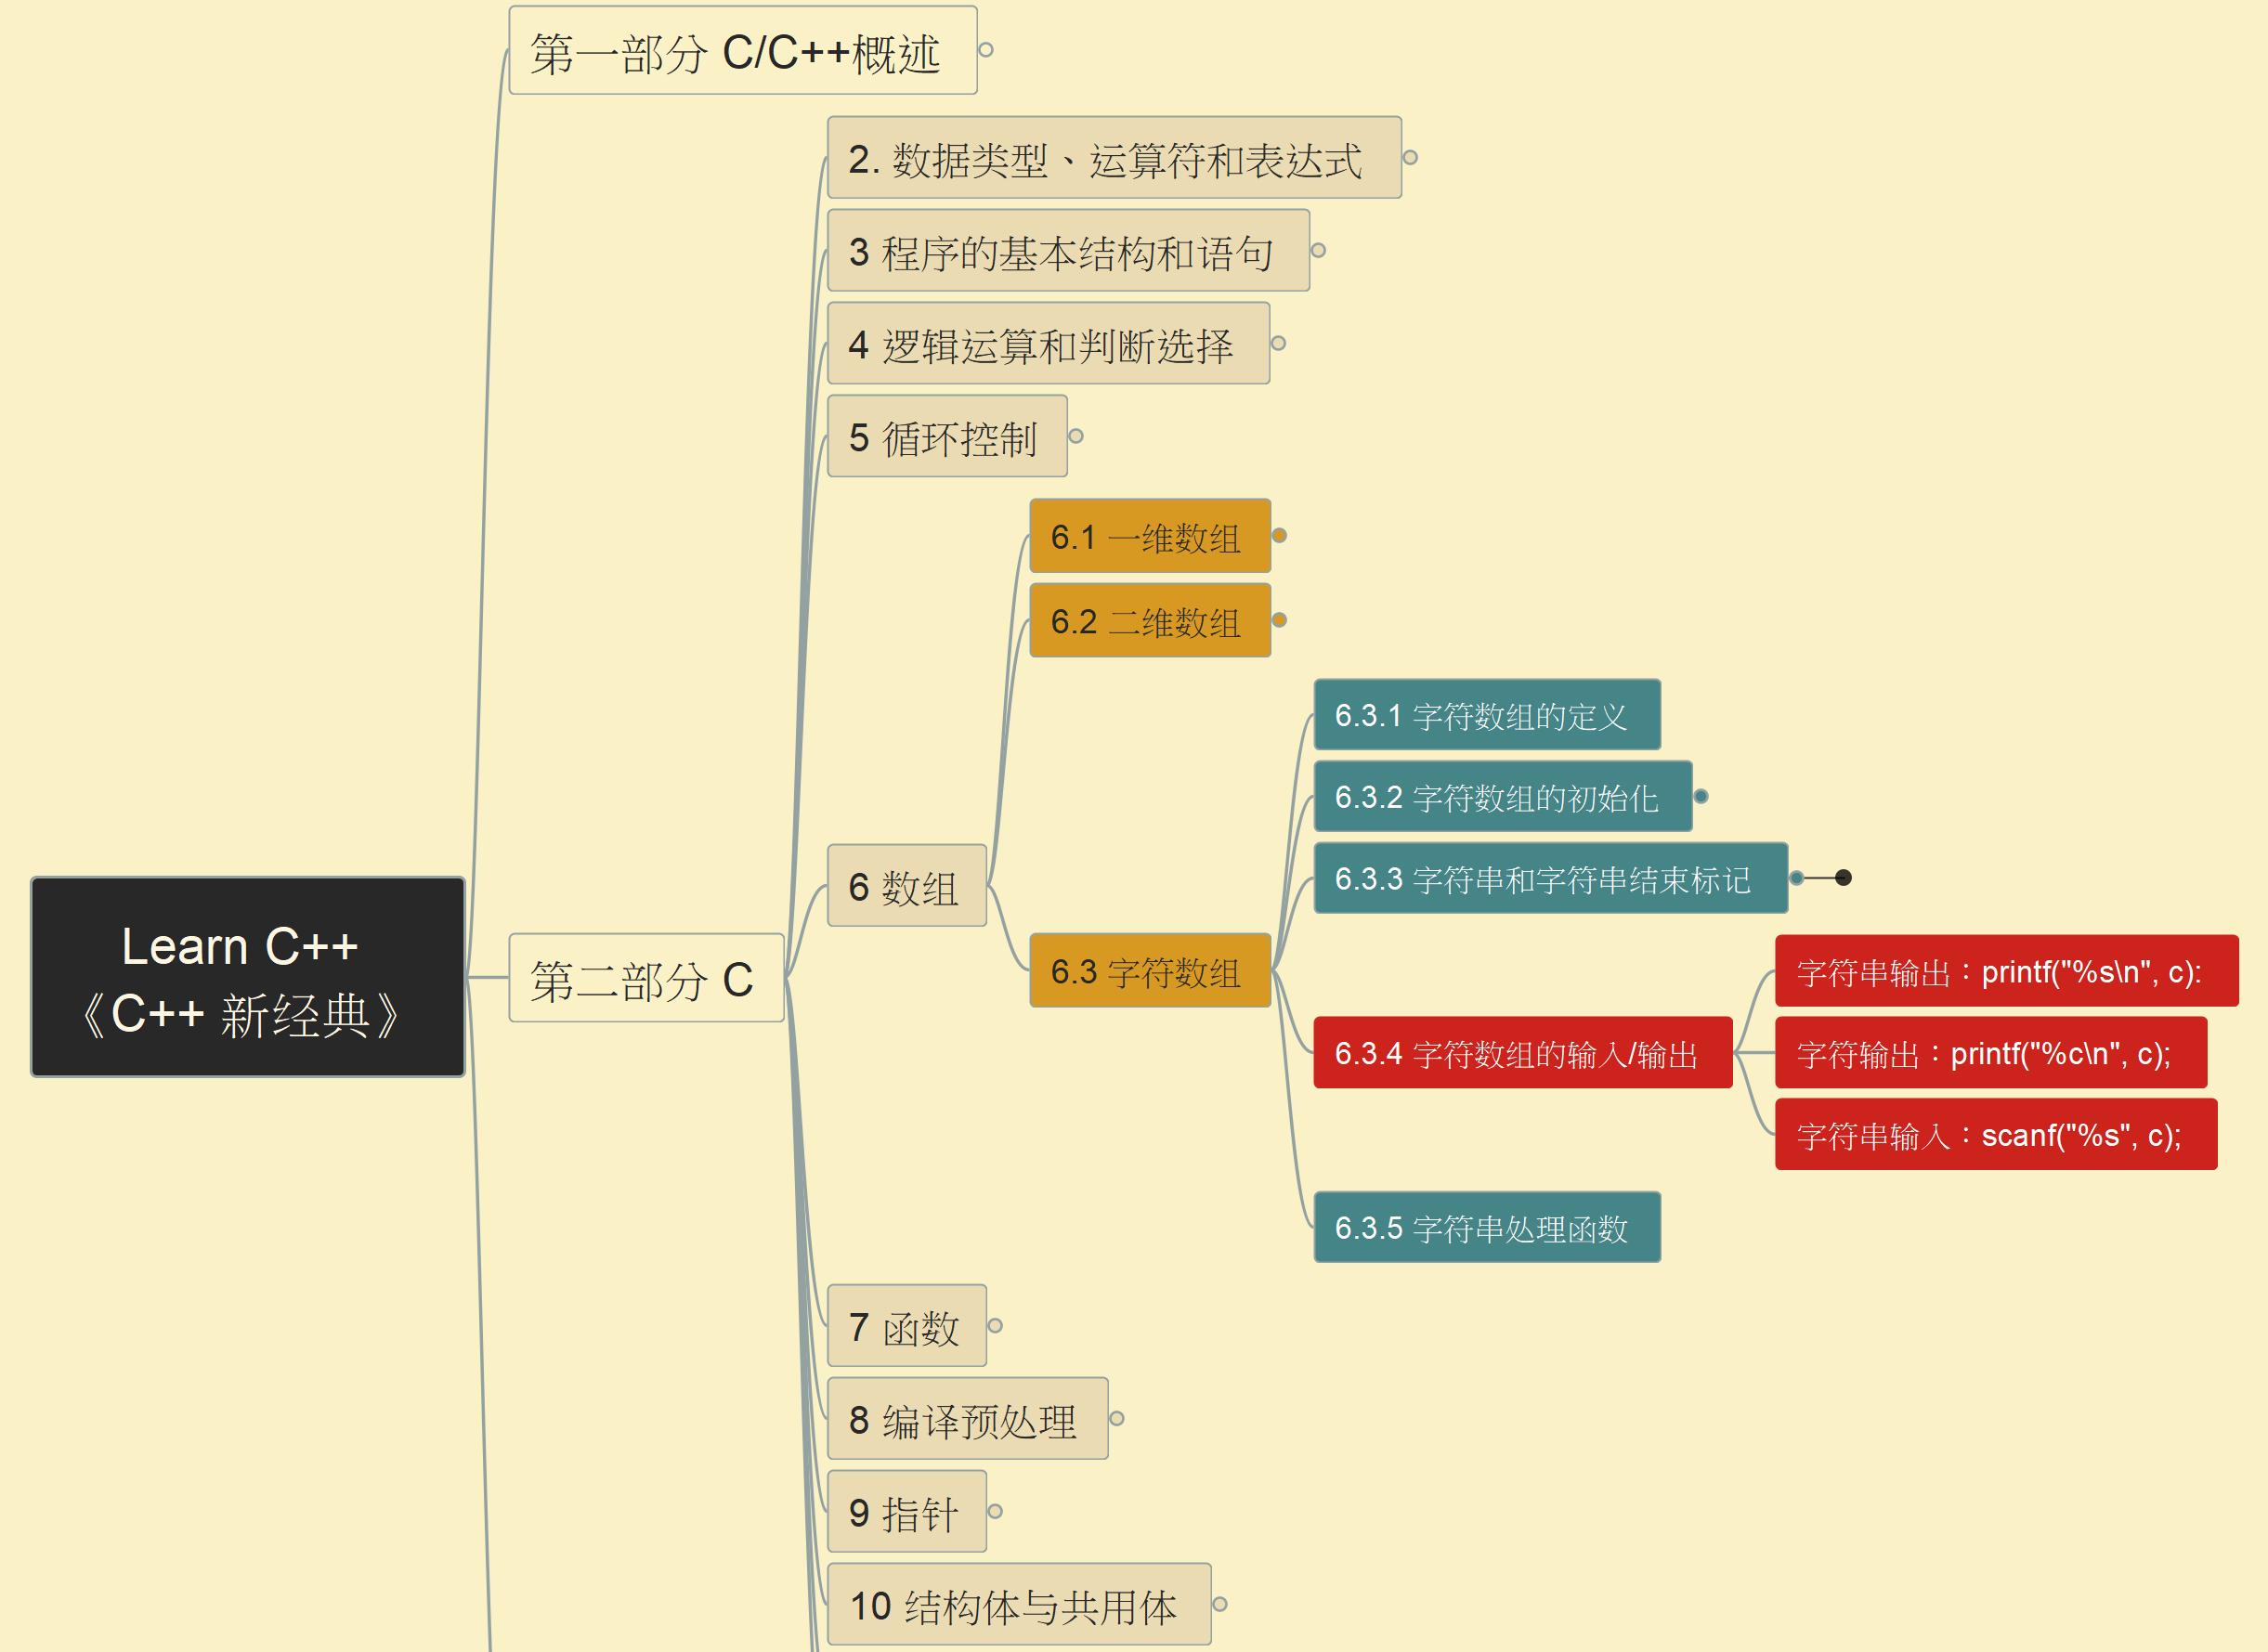 第一部分 C/C++概述
2. 数据类型、运算符和表达式
3 程序的基本结构和语句
4 逻辑运算和判断选择
5 循环控制
6.1 一维数组
6.2 二维数组
6.3.1 字符数组的定义
6.3.2 字符数组的初始化
6 数组
6.3.3 字符串和字符串结束标记
Learn C++
《C++ 新经典》
第二部分 C
6.3 字符数组
字符串输出：printf("%s\n", c):
6.3.4 字符数组的输入/输出
字符输出：printf("%c\n", c);
字符串输入：scanf("%s", c);
6.3.5 字符串处理函数
7 函数
8 编译预处理
9 指针
10 结构体与共用体